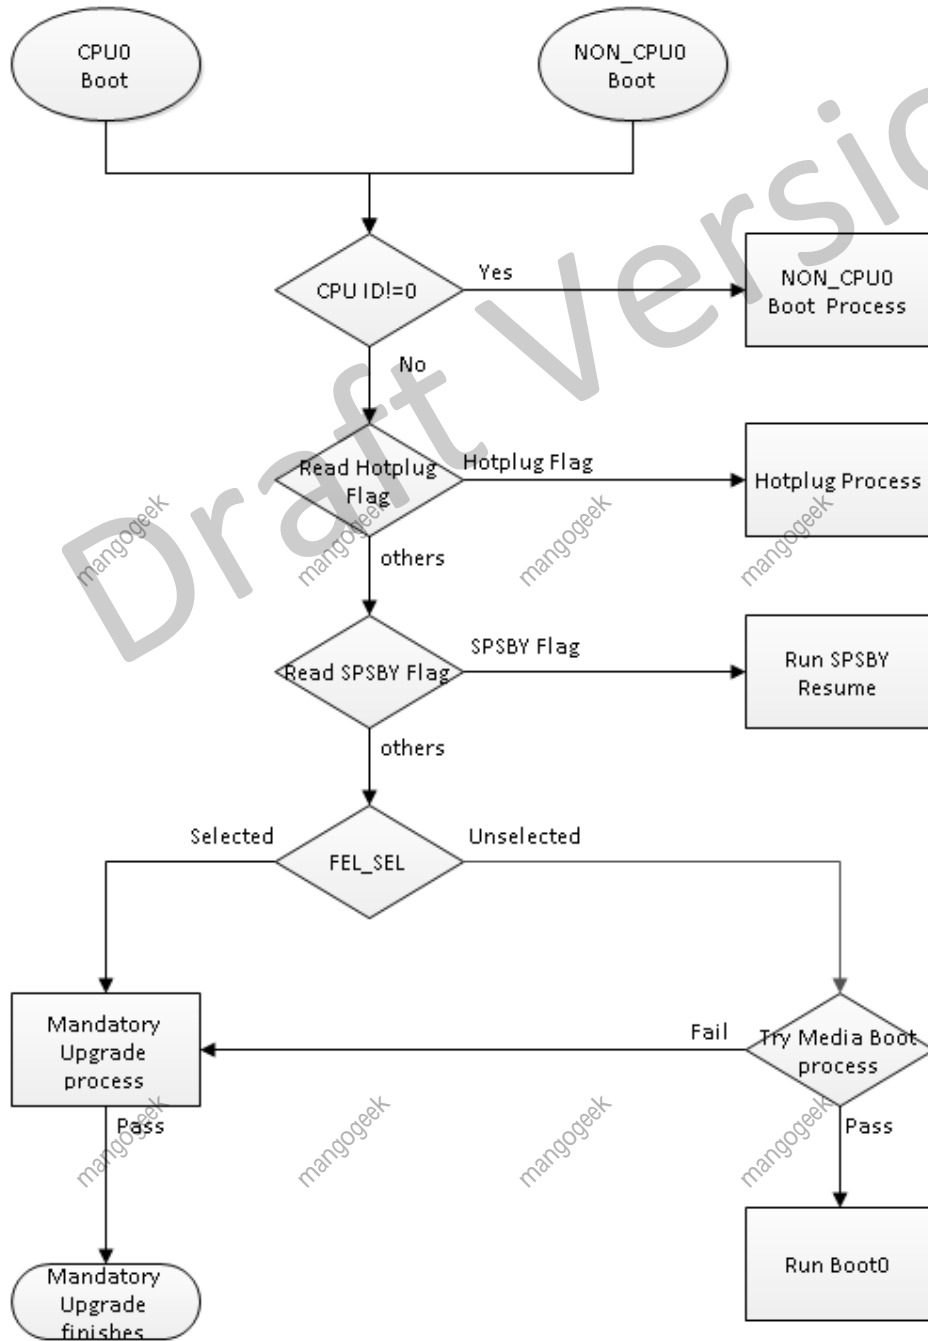 CPU0
Boot
NON_CPU0
Boot
CPU ID!=0
Yes
NON_CPU0
Boot Process
No
Read Hotplug
Flag
Hotplug Flag
Hotplug Process
others
Read SPSBY Flag
SPSBY Flag
Run SPSBY
Resume
others
FEL_SEL
Selected
Unselected
Mandatory
Upgrade
process
Fail
Try Media Boot
process
Pass
Pass
Mandatory
Upgrade
finishes
Run Boot0
Draft Versio
mangogeek
mangogeek
mangogeek
mangogeek
mangogeek
mangogeek
mangogeek
mangogeek